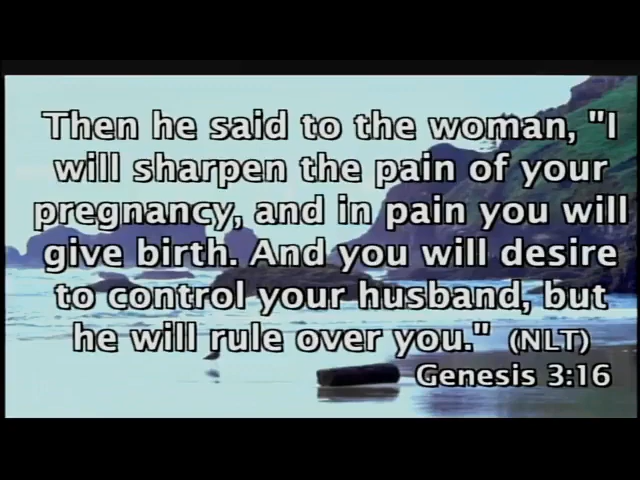 Then he said to the woman, "I
will sharpen the pain of your
pregnancy, and in pain you will
give birth. And you will desire
to control your husband, but
he will rule over you." (NLT)
Genesis 3:16